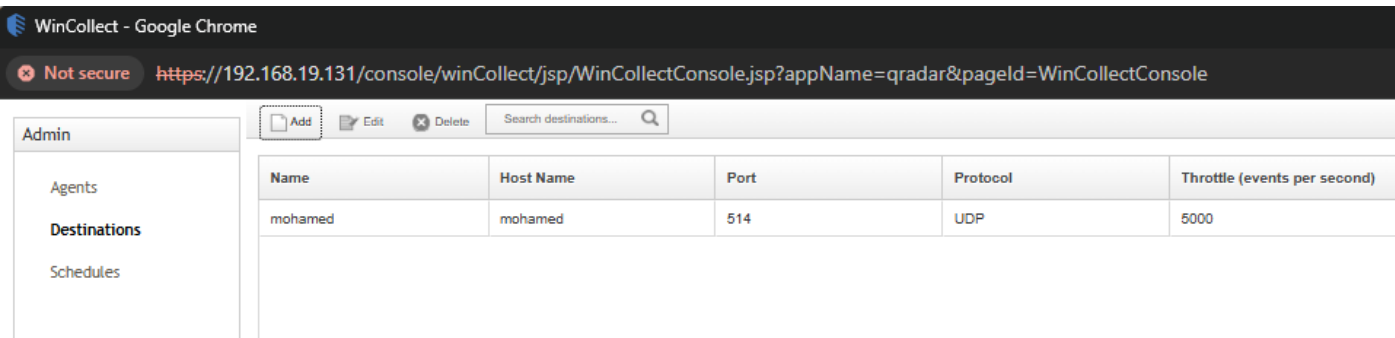 WinCollect - Google Chrome
Not secure https://192.168.19.131/console/winCollect/jsp/WinCollectConsole.jsp?appName=qradar&pageId=WinCollectConsole
Admin
Agents
Destinations
Schedules
Add Edit Delete Search destinations...
Name Host Name Port Protocol Throttle (events per second)
mohamed mohamed 514 UDP 5000